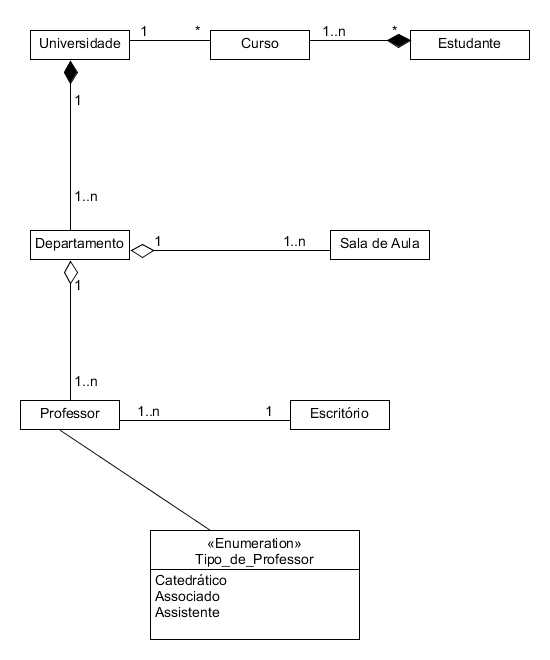 Universidade
1
*
Curso
1..n
*
Estudante
1
1..n
Departamento
1
1..n
Sala de Aula
1
1..n
Professor
1..n
1
Escritório
«Enumeration»
Tipo_de_Professor
Catedrático
Associado
Assistente